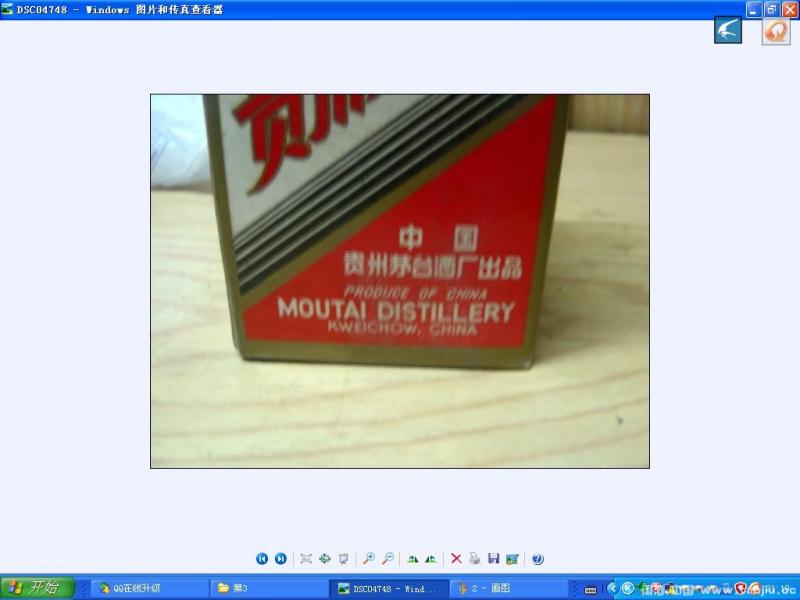 DSC04748 - Windows 图片和传真查看器
贵州
中 国
贵州茅台酒厂出品
PRODUCE OF CHINA
MOUTAI DISTILLERY
KWEICHOW, CHINA
开始
QQ在线升级
第3
DSC04748 - Wind...
2 - 画图